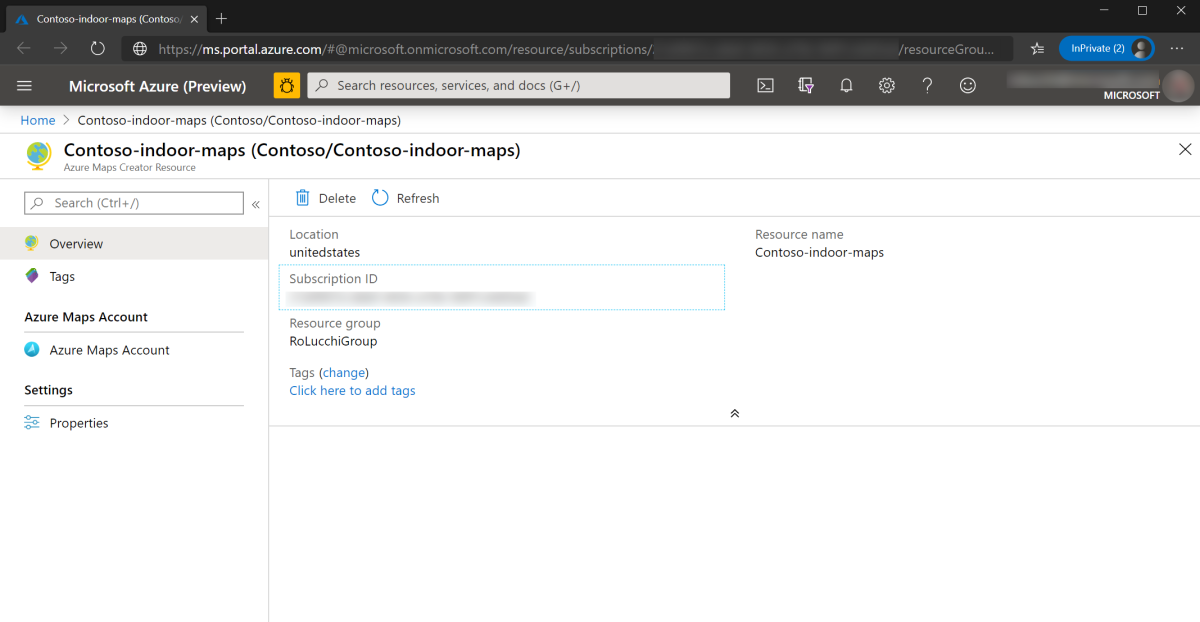 Contoso-indoor-maps (Contoso/
https://ms.portal.azure.com/#@microsoft.onmicrosoft.com/resource/subscriptions/ /resourceGrou...
InPrivate (2)
Microsoft Azure (Preview)
Search resources, services, and docs (G+/)
MICROSOFT
Home > Contoso-indoor-maps (Contoso/Contoso-indoor-maps)
Contoso-indoor-maps (Contoso/Contoso-indoor-maps)
Azure Maps Creator Resource
Search (Ctrl+/)
«
Overview
Tags
Azure Maps Account
Azure Maps Account
Settings
Properties
Delete
Refresh
Location
unitedstates
Subscription ID
Resource group
RoLucchiGroup
Tags (change)
Click here to add tags
Resource name
Contoso-indoor-maps